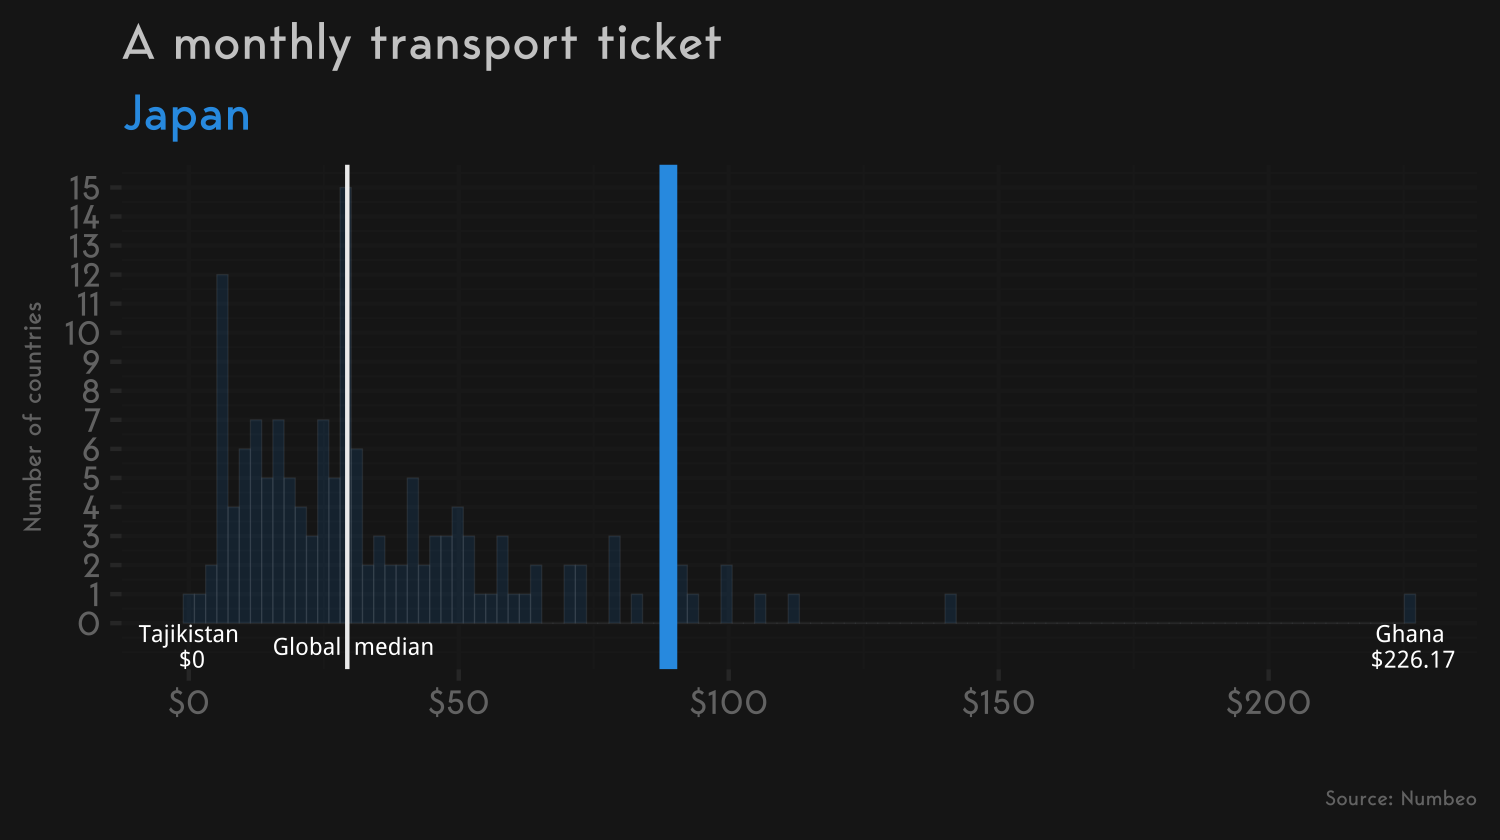 A monthly transport ticket
Japan
Number of countries
15
14
13
12
11
10
9
8
7
6
5
4
3
2
1
0
Tajikistan
$0
Global median
Ghana
$226.17
$0 $50 $100 $150 $200
Source: Numbeo